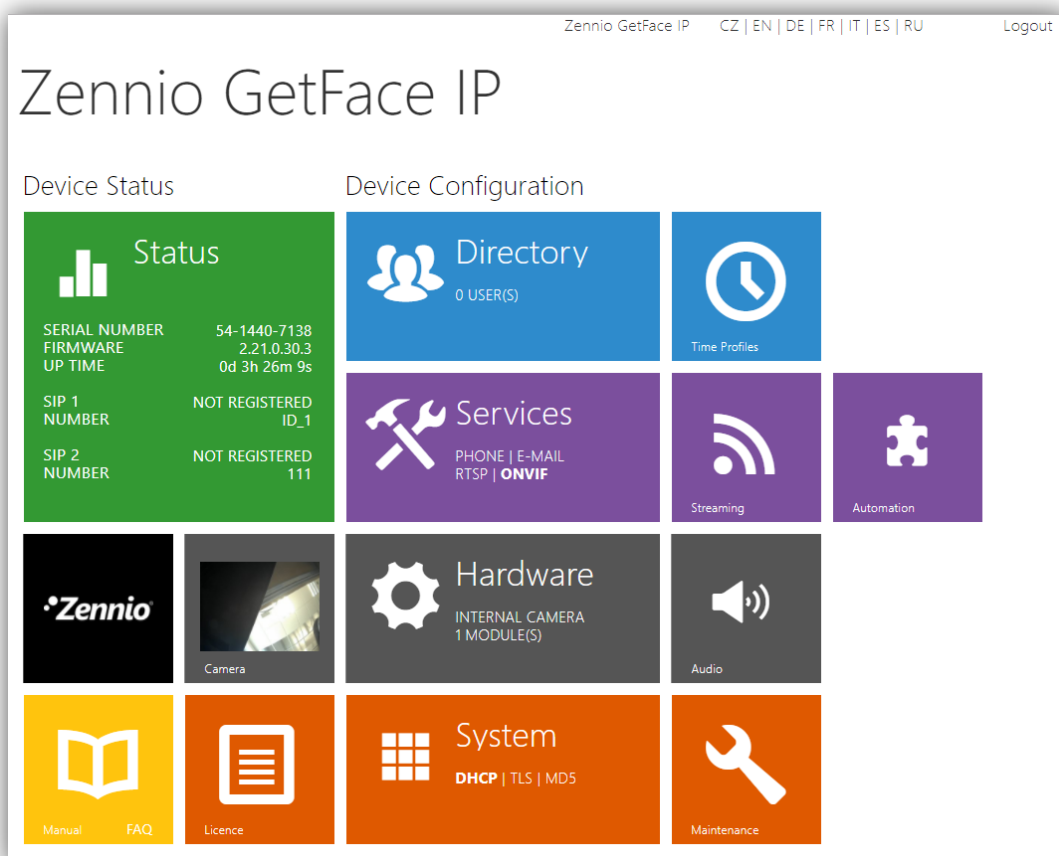 Zennio GetFace IP CZ | EN | DE | FR | IT | ES | RU Logout
Zennio GetFace IP
Device Status
Device Configuration
Status
SERIAL NUMBER 54-1440-7138
FIRMWARE 2.21.0.30.3
UP TIME 0d 3h 26m 9s
SIP 1 NOT REGISTERED
NUMBER ID_1
SIP 2 NOT REGISTERED
NUMBER 111
Directory
0 USER(S)
Time Profiles
Services
PHONE | E-MAIL
RTSP | ONVIF
Streaming
Automation
Zennio
Camera
Hardware
INTERNAL CAMERA
1 MODULE(S)
Audio
Manual FAQ
Licence
System
DHCP | TLS | MD5
Maintenance